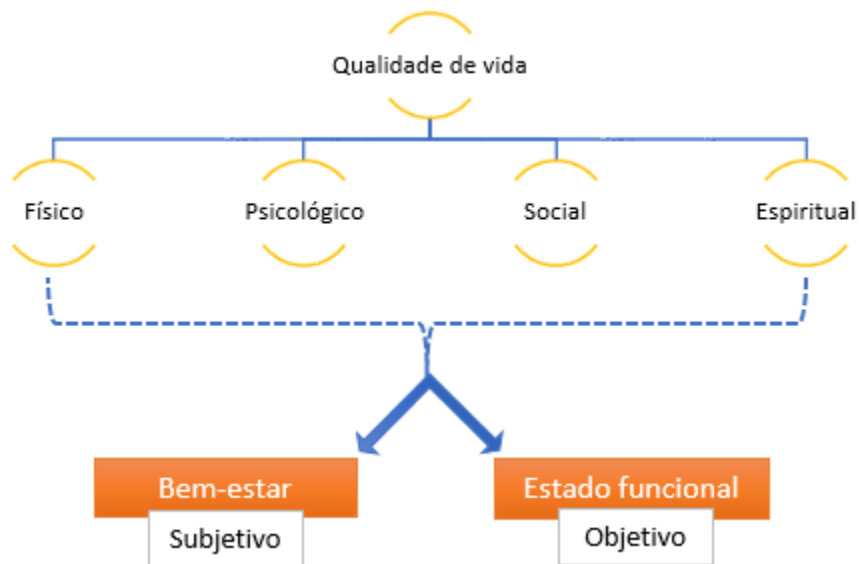 Qualidade de vida
Físico
Psicológico
Social
Espiritual
Bem-estar
Estado funcional
Subjetivo
Objetivo